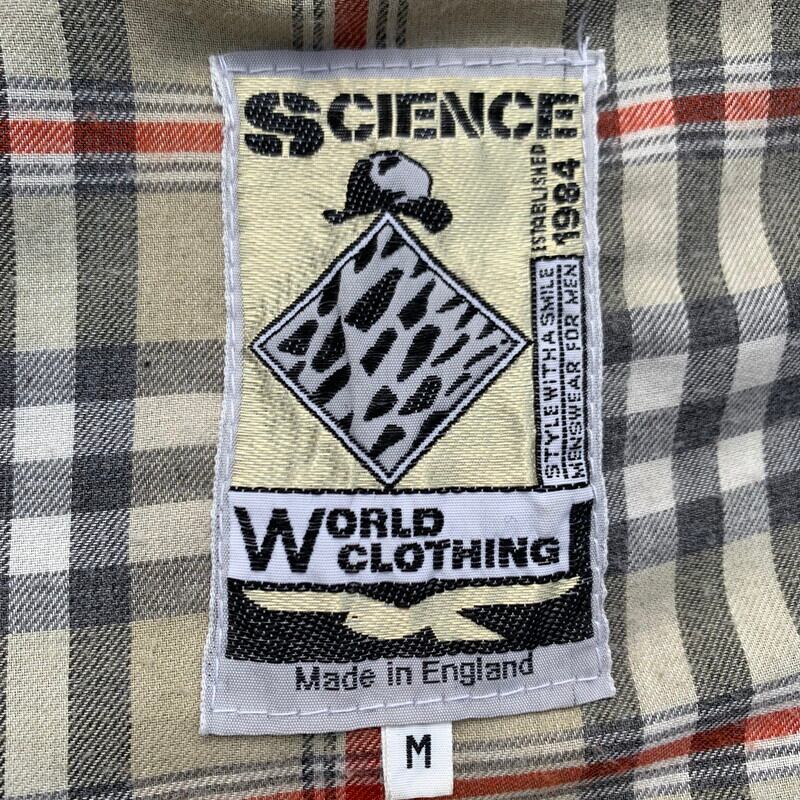 SCIENCE
ESTABLISHED
1984
STYLE WITH A SMILE
MENSWEAR FOR MEN
WORLD
CLOTHING
Made in England
M